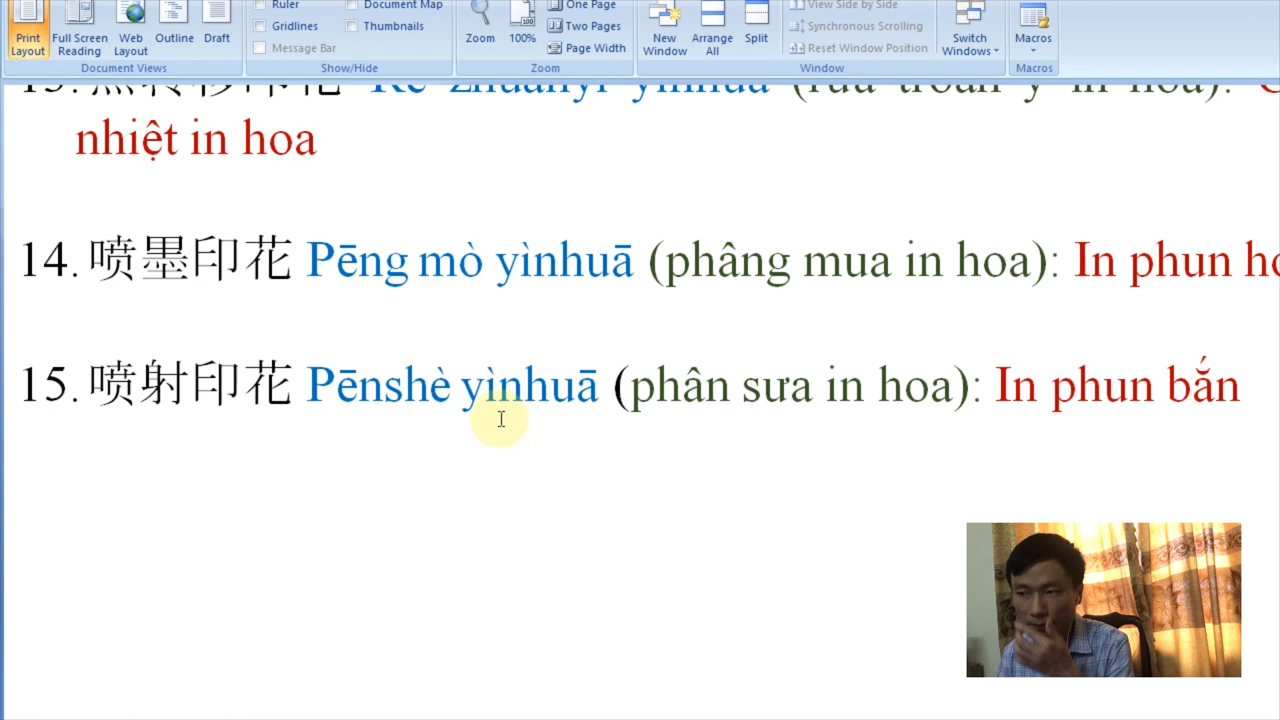 Ruler
Document Map
One Page
View Side by Side
Gridlines
Thumbnails
Two Pages
Synchronous Scrolling
Print Layout
Full Screen Reading
Web Layout
Outline
Draft
Message Bar
Zoom
100%
Page Width
New Window
Arrange All
Split
Reset Window Position
Switch Windows
Macros
Document Views
Show/Hide
Zoom
Window
Macros
nhiệt in hoa
14. 喷墨印花 Pēng mò yìnhuā (phâng mua in hoa): In phun
15. 喷射印花 Pēnshè yìnhuā (phân sưa in hoa): In phun bắn